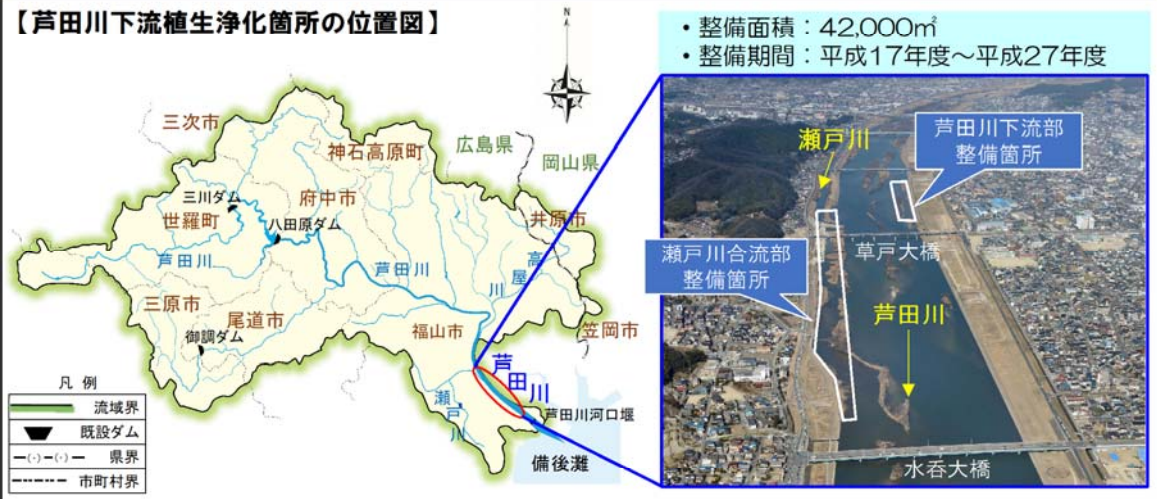 【芦田川下流植生浄化箇所の位置図】
・整備面積：42,000㎡
・整備期間：平成17年度～平成27年度
N
三次市
神石高原町
広島県
岡山県
三川ダム
府中市
世羅町
八田原ダム
井原市
芦田川
芦田川
高屋川
三原市
尾道市
御調ダム
福山市
笠岡市
芦田川
瀬戸川
芦田川河口堰
備後灘
凡 例
流域界
既設ダム
県界
市町村界
瀬戸川
芦田川下流部
整備箇所
瀬戸川合流部
整備箇所
草戸大橋
芦田川
水呑大橋